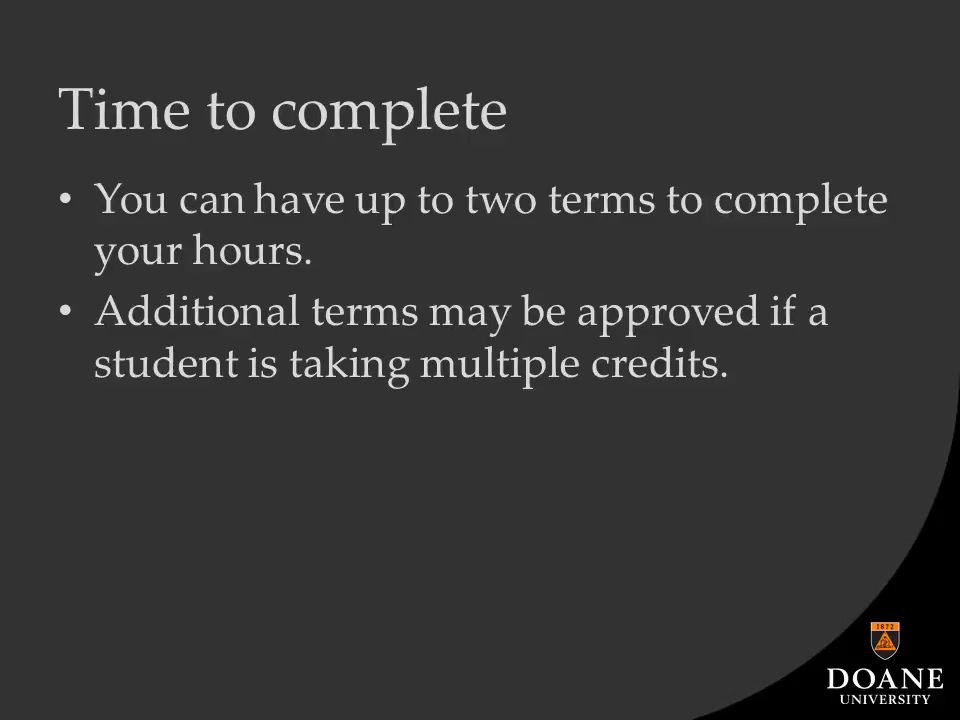 Time to complete
• You can have up to two terms to complete
your hours.
• Additional terms may be approved if a
student is taking multiple credits.
1872
DOANE
UNIVERSITY